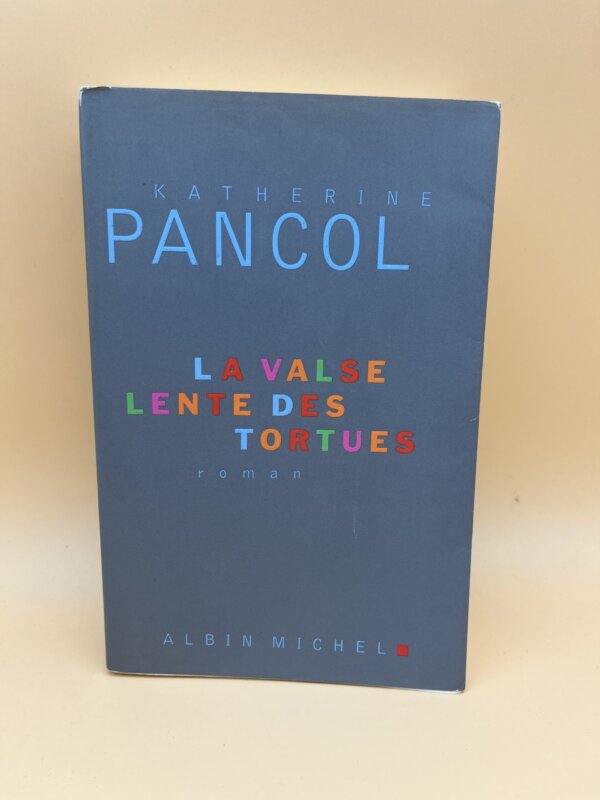 KATHERINE
PANCOL
LA VALSE
LENTE DES
TORTUES
roman
ALBIN MICHEL